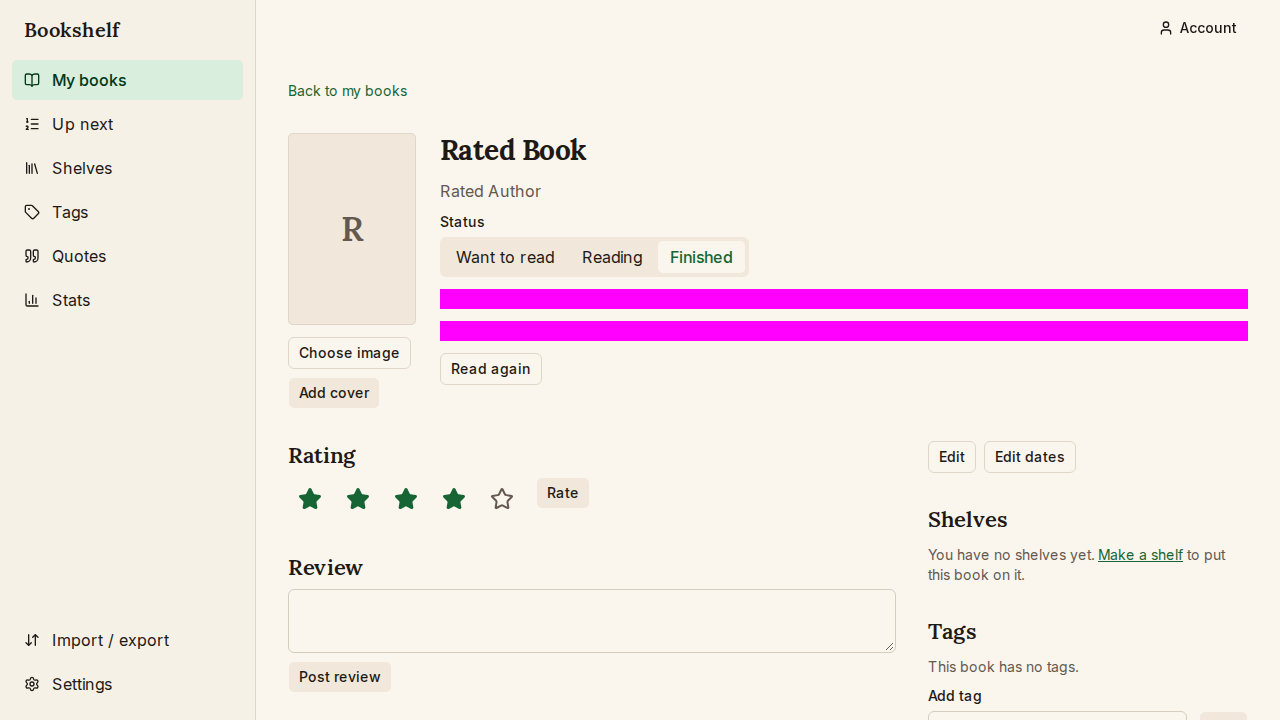 Bookshelf
My books
Up next
Shelves
Tags
Quotes
Stats
Import / export
Settings
Account
Back to my books
R
Choose image
Add cover
Rated Book
Rated Author
Status
Want to read Reading Finished
Read again
Rating
Rate
Review
Post review
Edit Edit dates
Shelves
You have no shelves yet. Make a shelf to put
this book on it.
Tags
This book has no tags.
Add tag